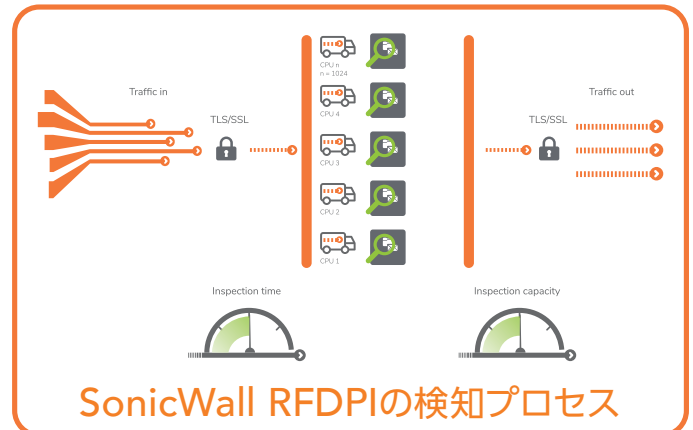 Traffic in
TLS/SSL
CPU n
n = 1024
CPU 4
CPU 3
CPU 2
CPU 1
TLS/SSL
Traffic out
Inspection time
Inspection capacity
SonicWall RFDPIの検知プロセス